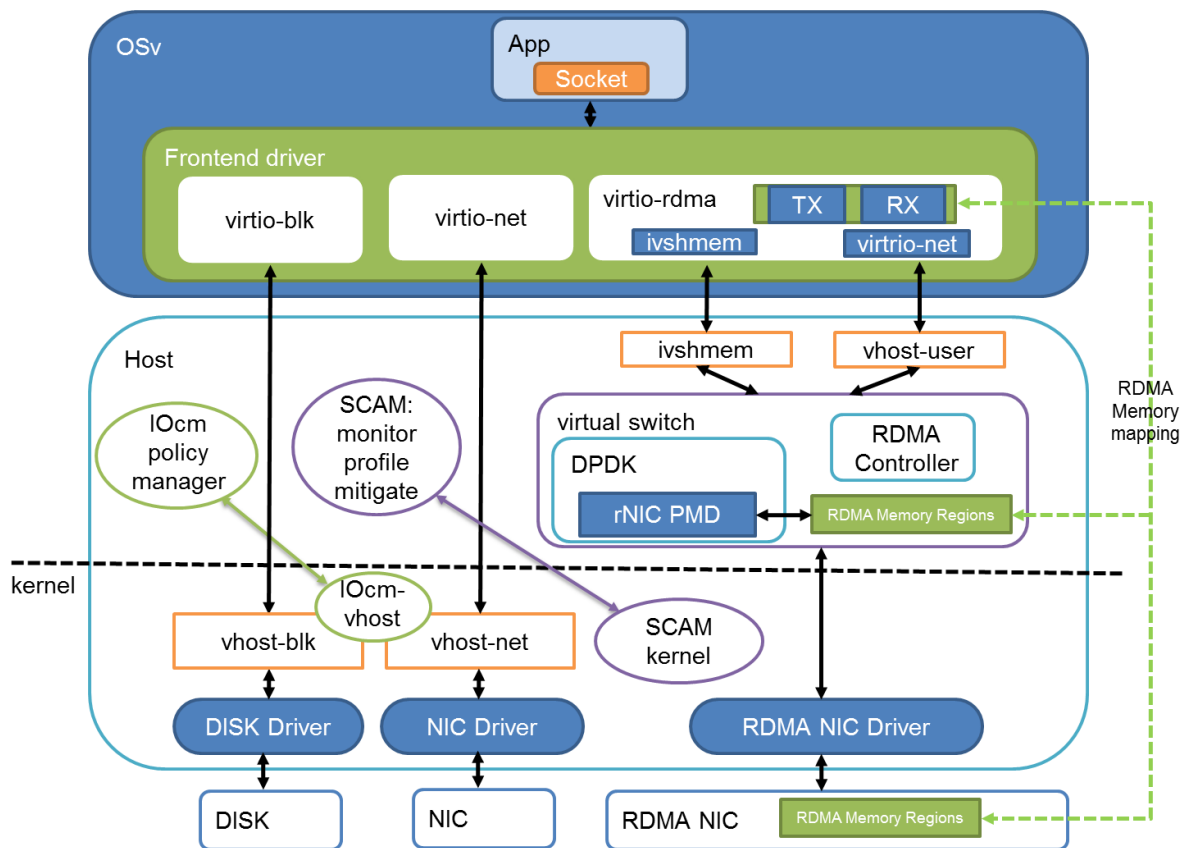 OSv
App
Socket
Frontend driver
virtio-blk
virtio-net
virtio-rdma
TX
RX
ivshmem
virtrio-net
Host
ivshmem
vhost-user
RDMA
Memory
mapping
IOcm
policy
manager
SCAM:
monitor
profile
mitigate
virtual switch
DPDK
rNIC PMD
RDMA
Controller
RDMA Memory Regions
kernel
IOcm-
vhost
vhost-blk
vhost-net
SCAM
kernel
DISK Driver
NIC Driver
RDMA NIC Driver
DISK
NIC
RDMA NIC
RDMA Memory Regions